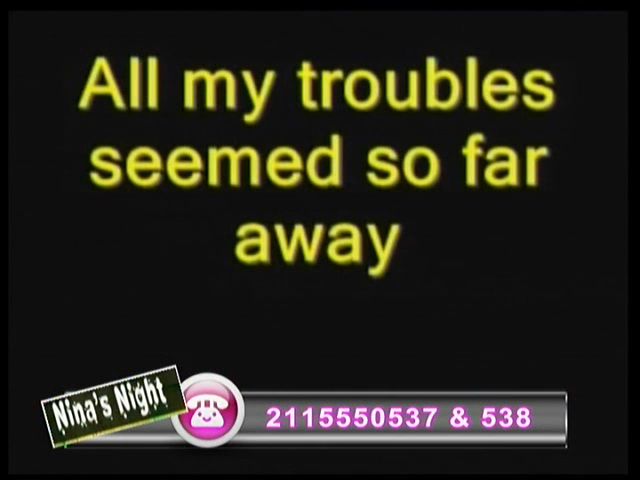 All my troubles
seemed so far
away
Nina's Night
2115550537 & 538